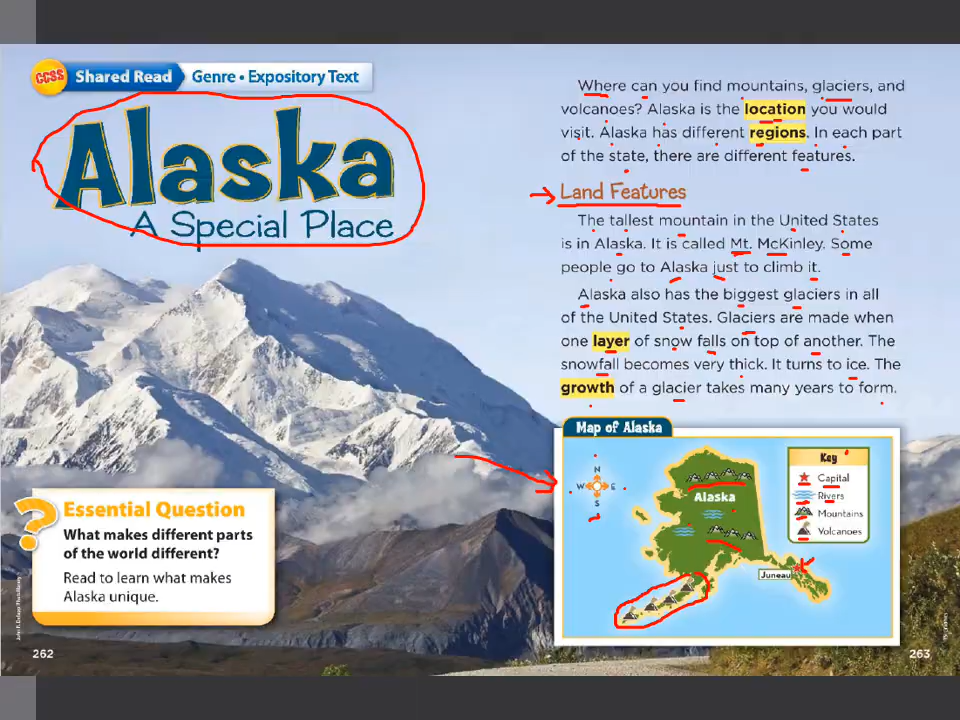 CCSS
Shared Read
Genre • Expository Text
Alaska
A Special Place
Essential Question
What makes different parts
of the world different?
Read to learn what makes
Alaska unique.
262
Where can you find mountains, glaciers, and
volcanoes? Alaska is the location you would
visit. Alaska has different regions. In each part
of the state, there are different features.
Land Features
The tallest mountain in the United States
is in Alaska. It is called Mt. McKinley. Some
people go to Alaska just to climb it.
Alaska also has the biggest glaciers in all
of the United States. Glaciers are made when
one layer of snow falls on top of another. The
snowfall becomes very thick. It turns to ice. The
growth of a glacier takes many years to form.
Map of Alaska
N
W E
S
Alaska
Juneau
Key
Capital
Rivers
Mountains
Volcanoes
263